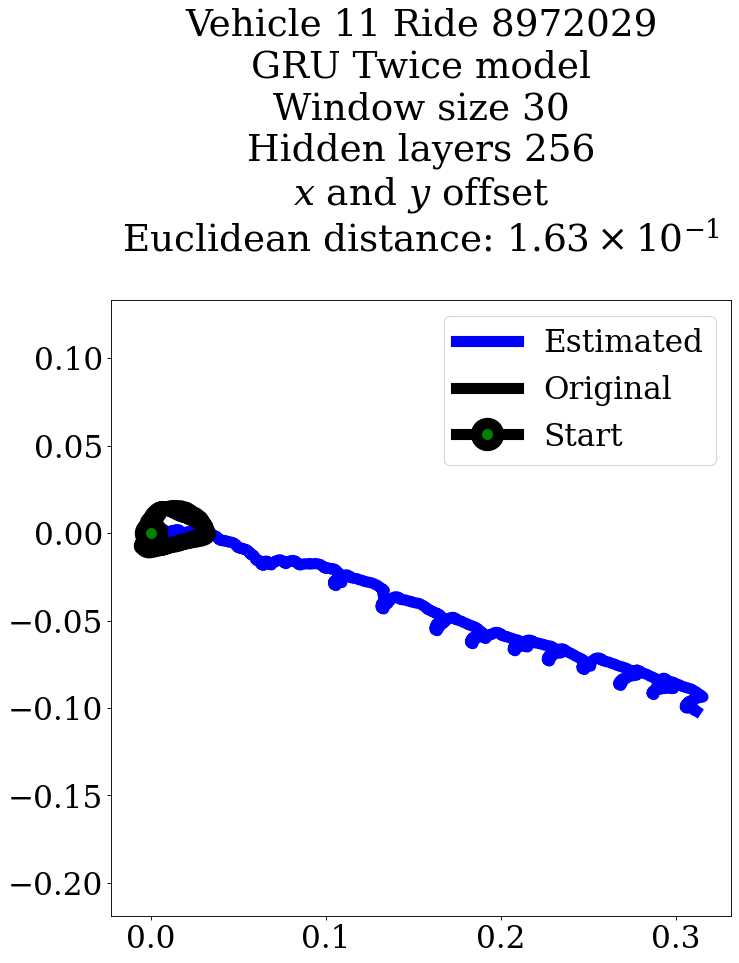 Vehicle 11 Ride 8972029
GRU Twice model
Window size 30
Hidden layers 256
x and y offset
Euclidean distance: 1.63 × 10⁻¹
Estimated
Original
Start
0.10
0.05
0.00
−0.05
−0.10
−0.15
−0.20
0.0 0.1 0.2 0.3